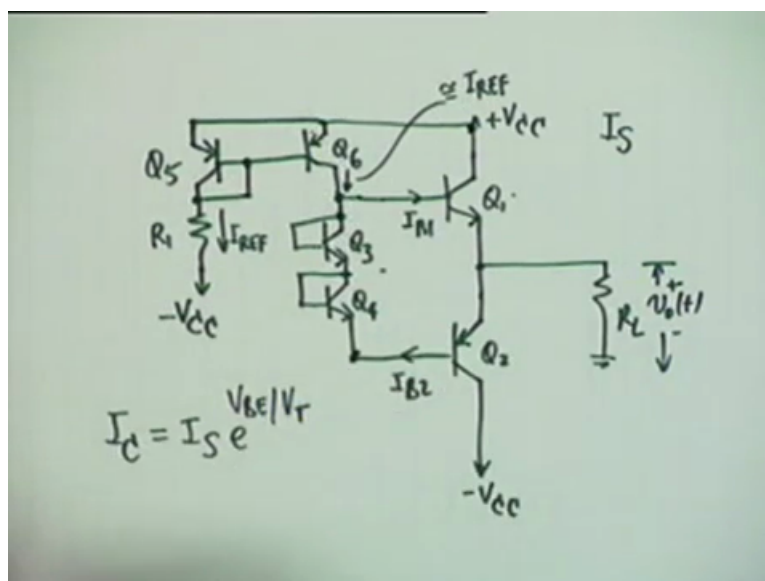 ≃ IREF
+VCC
IS
Q5
Q6
Q1
IB1
R1
IREF
Q3
-VCC
Q4
RL
+
vo(t)
-
Q2
IB2
IC = IS e^VBE/VT
-VCC